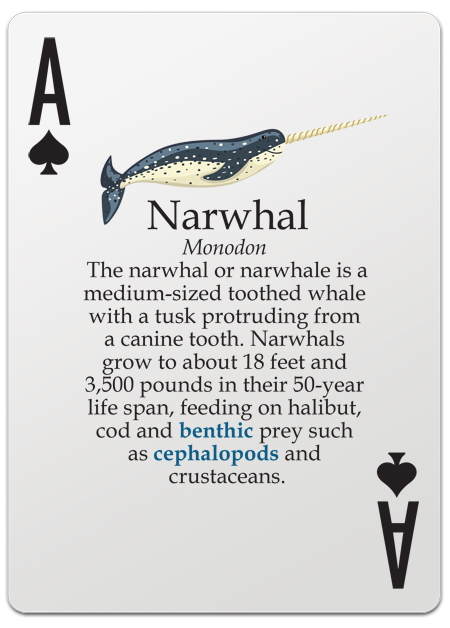 A
Narwhal
Monodon
The narwhal or narwhale is a
medium-sized toothed whale
with a tusk protruding from
a canine tooth. Narwhals
grow to about 18 feet and
3,500 pounds in their 50-year
life span, feeding on halibut,
cod and benthic prey such
as cephalopods and
crustaceans.
A